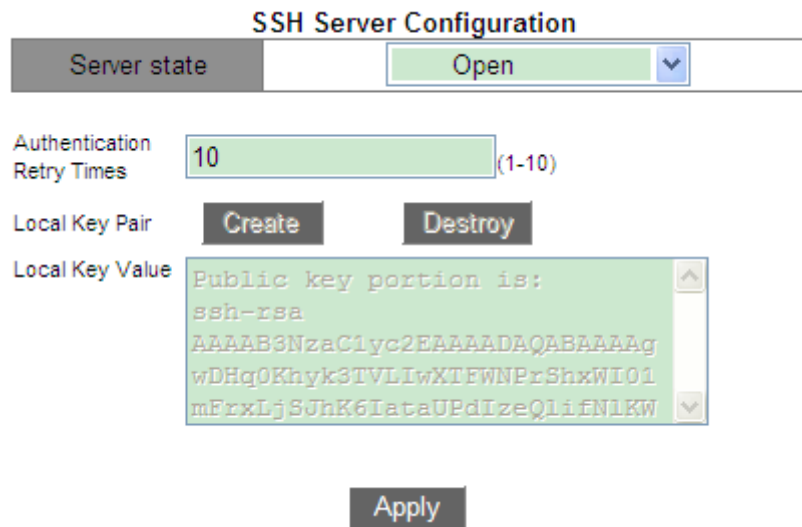 SSH Server Configuration
Server state Open
Authentication
Retry Times 10 (1-10)
Local Key Pair Create Destroy
Local Key Value Public key portion is:
ssh-rsa
AAAAB3NzaC1yc2EAAAADAQABAAAAg
wDHq0Khyk3TVLIwXTFWNPrShxWI01
mFrxLjSJhK6IataUPdIzeQlifNlKW
Apply